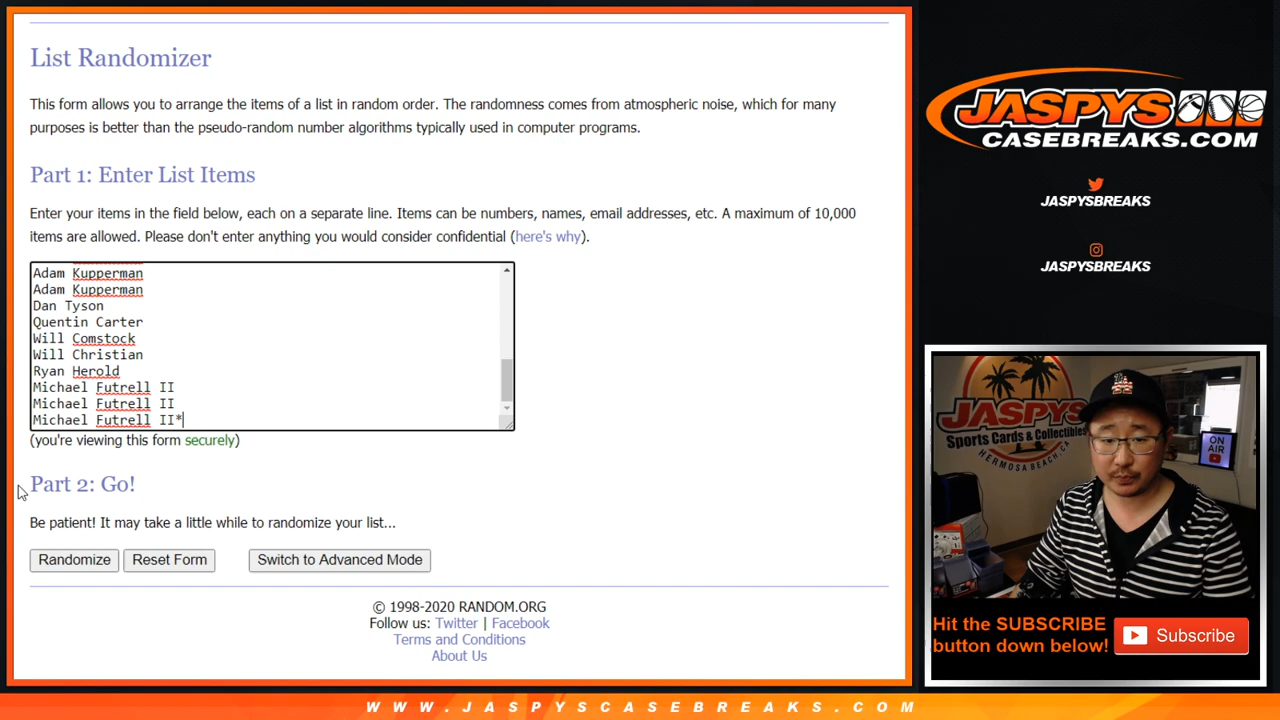 List Randomizer
This form allows you to arrange the items of a list in random order. The randomness comes from atmospheric noise, which for many
purposes is better than the pseudo-random number algorithms typically used in computer programs.
Part 1: Enter List Items
Enter your items in the field below, each on a separate line. Items can be numbers, names, email addresses, etc. A maximum of 10,000
items are allowed. Please don't enter anything you would consider confidential (here's why).
Adam Kupperman
Adam Kupperman
Dan Tyson
Quentin Carter
Will Comstock
Will Christian
Ryan Herold
Michael Futrell II
Michael Futrell II
Michael Futrell II*
(you're viewing this form securely)
Part 2: Go!
Be patient! It may take a little while to randomize your list...
Randomize
Reset Form
Switch to Advanced Mode
© 1998-2020 RANDOM.ORG
Follow us: Twitter | Facebook
Terms and Conditions
About Us
JASPYS
CASEBREAKS.COM
JASPYSBREAKS
JASPYSBREAKS
JASPY'S
Sports Cards & Collectibles
HERMOSA BEACH, CA
ON
AIR
Hit the SUBSCRIBE
button down below!
Subscribe
WWW.JASPYSCASEBREAKS.COM